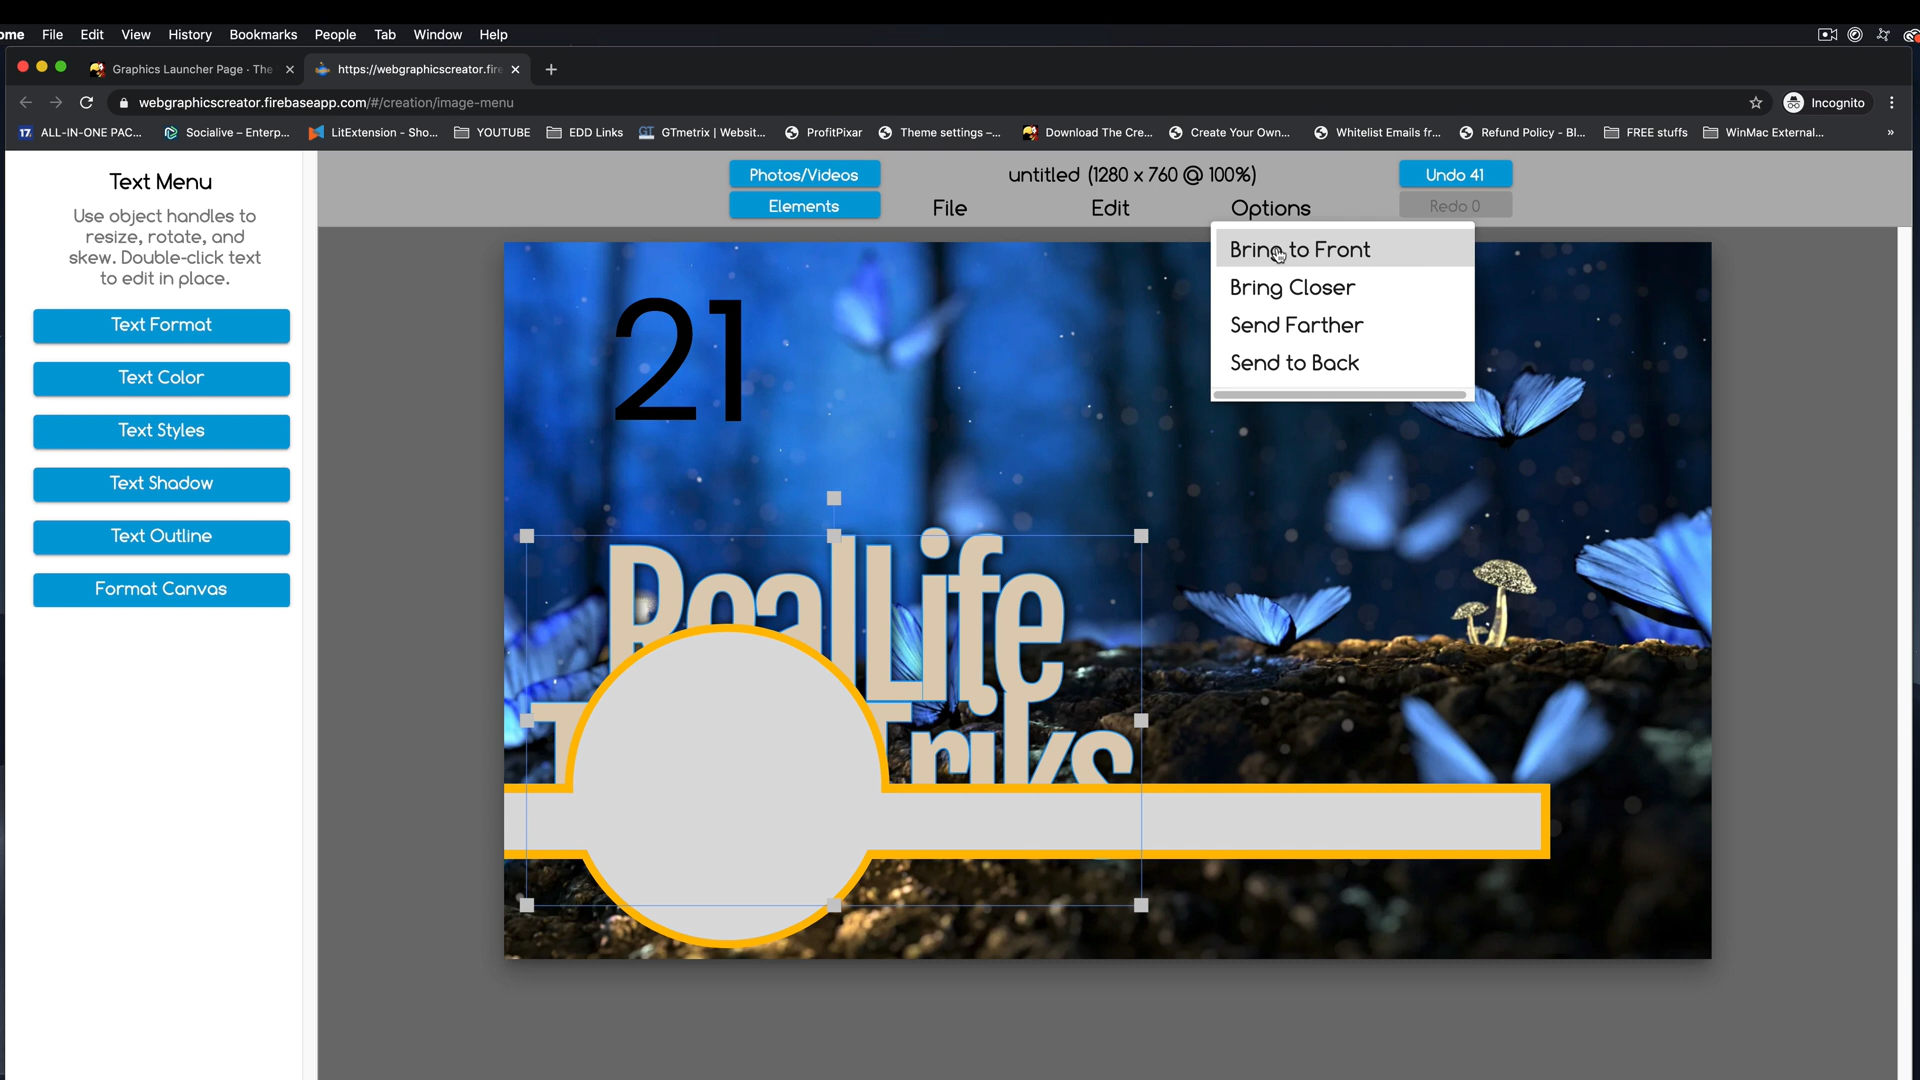 ome File Edit View History Bookmarks People Tab Window Help
Graphics Launcher Page · The
https://webgraphicscreator.fire
webgraphicscreator.firebaseapp.com/#/creation/image-menu
Incognito
17 ALL-IN-ONE PAC... Socialive – Enterp... LitExtension - Sho... YOUTUBE EDD Links GTmetrix | Websit... ProfitPixar Theme settings –... Download The Cre... Create Your Own... Whitelist Emails fr... Refund Policy - Bl... FREE stuffs WinMac External... »
Text Menu
Use object handles to
resize, rotate, and
skew. Double-click text
to edit in place.
Text Format
Text Color
Text Styles
Text Shadow
Text Outline
Format Canvas
Photos/Videos
Elements
untitled (1280 x 760 @ 100%)
File Edit Options
Undo 41
Redo 0
Bring to Front
Bring Closer
Send Farther
Send to Back
21
RealLife